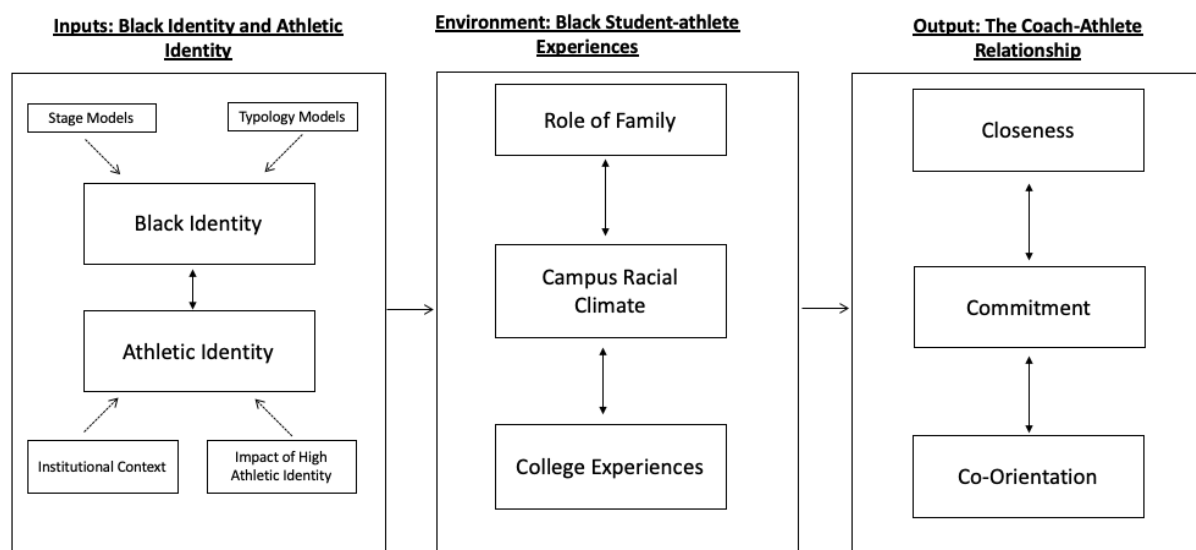 Inputs: Black Identity and Athletic
Identity
Stage Models
Typology Models
Black Identity
Athletic Identity
Institutional Context
Impact of High
Athletic Identity
Environment: Black Student-athlete
Experiences
Role of Family
Campus Racial
Climate
College Experiences
Output: The Coach-Athlete
Relationship
Closeness
Commitment
Co-Orientation